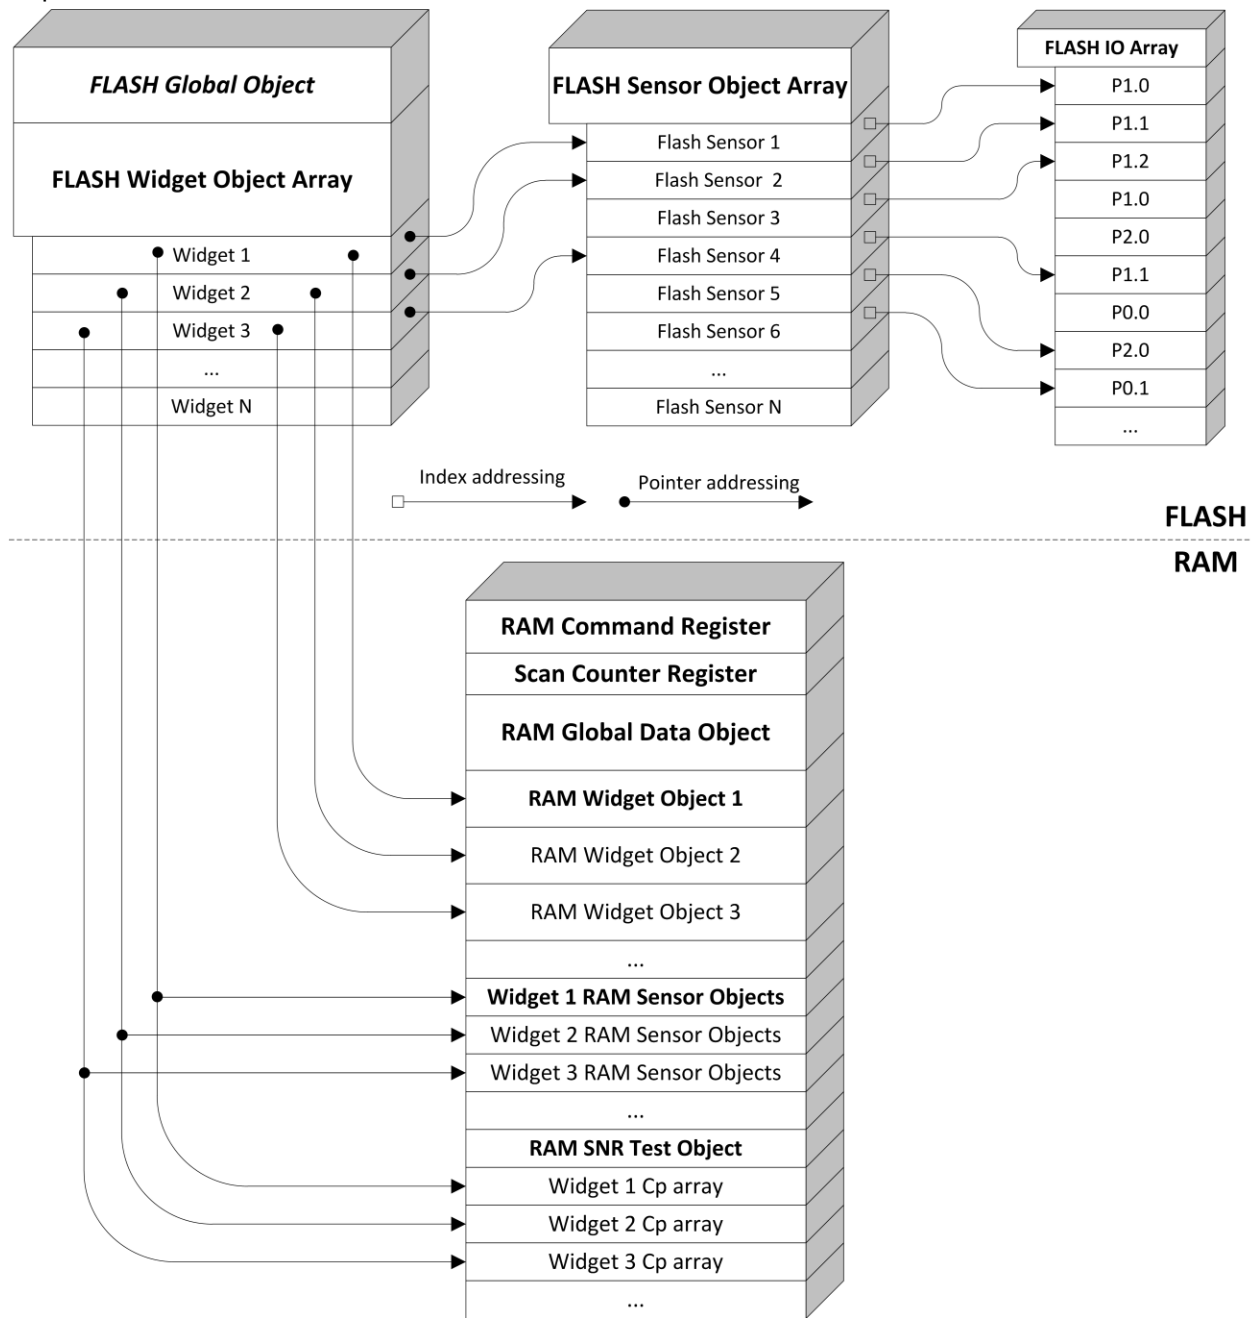 FLASH Global Object
FLASH Widget Object Array
Widget 1
Widget 2
Widget 3
...
Widget N
FLASH Sensor Object Array
Flash Sensor 1
Flash Sensor 2
Flash Sensor 3
Flash Sensor 4
Flash Sensor 5
Flash Sensor 6
...
Flash Sensor N
FLASH IO Array
P1.0
P1.1
P1.2
P1.0
P2.0
P1.1
P0.0
P2.0
P0.1
...
Index addressing
Pointer addressing
FLASH
RAM
RAM Command Register
Scan Counter Register
RAM Global Data Object
RAM Widget Object 1
RAM Widget Object 2
RAM Widget Object 3
...
Widget 1 RAM Sensor Objects
Widget 2 RAM Sensor Objects
Widget 3 RAM Sensor Objects
...
RAM SNR Test Object
Widget 1 Cp array
Widget 2 Cp array
Widget 3 Cp array
...